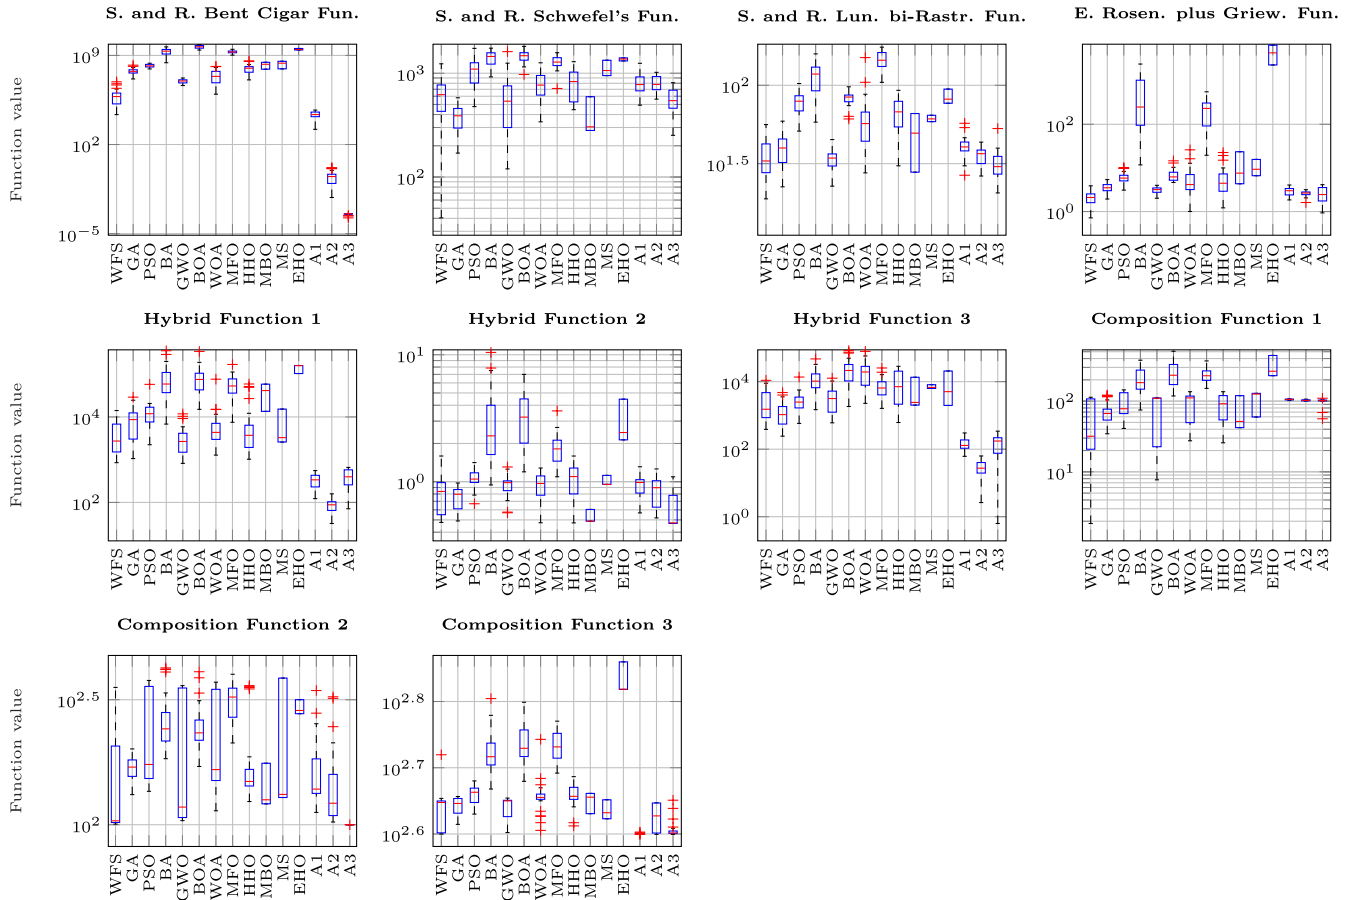 S. and R. Bent Cigar Fun.
S. and R. Schwefel's Fun.
S. and R. Lun. bi-Rastr. Fun.
E. Rosen. plus Griew. Fun.
Function value
10^9
10^2
10^−5
WFS GA PSO BA GWO BOA WOA MFO HHO MBO MS EHO A1 A2 A3
10^3
10^2
WFS GA PSO BA GWO BOA WOA MFO HHO MBO MS EHO A1 A2 A3
10^2
10^1.5
WFS GA PSO BA GWO BOA WOA MFO HHO MBO MS EHO A1 A2 A3
10^2
10^0
WFS GA PSO BA GWO BOA WOA MFO HHO MBO MS EHO A1 A2 A3
Hybrid Function 1
Hybrid Function 2
Hybrid Function 3
Composition Function 1
Function value
10^4
10^2
WFS GA PSO BA GWO BOA WOA MFO HHO MBO MS EHO A1 A2 A3
10^1
10^0
WFS GA PSO BA GWO BOA WOA MFO HHO MBO MS EHO A1 A2 A3
10^4
10^2
10^0
WFS GA PSO BA GWO BOA WOA MFO HHO MBO MS EHO A1 A2 A3
10^2
10^1
WFS GA PSO BA GWO BOA WOA MFO HHO MBO MS EHO A1 A2 A3
Composition Function 2
Composition Function 3
Function value
10^2.5
10^2
WFS GA PSO BA GWO BOA WOA MFO HHO MBO MS EHO A1 A2 A3
10^2.8
10^2.7
10^2.6
WFS GA PSO BA GWO BOA WOA MFO HHO MBO MS EHO A1 A2 A3